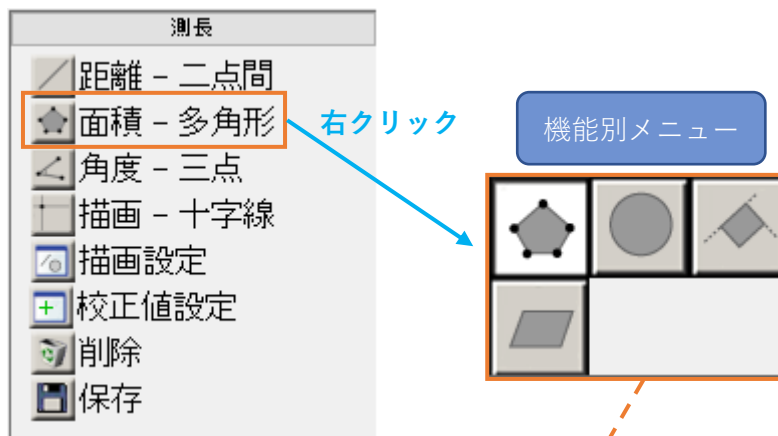 測長
距離 – 二点間
面積 – 多角形
角度 – 三点
描画 – 十字線
描画設定
校正値設定
削除
保存
右クリック
機能別メニュー